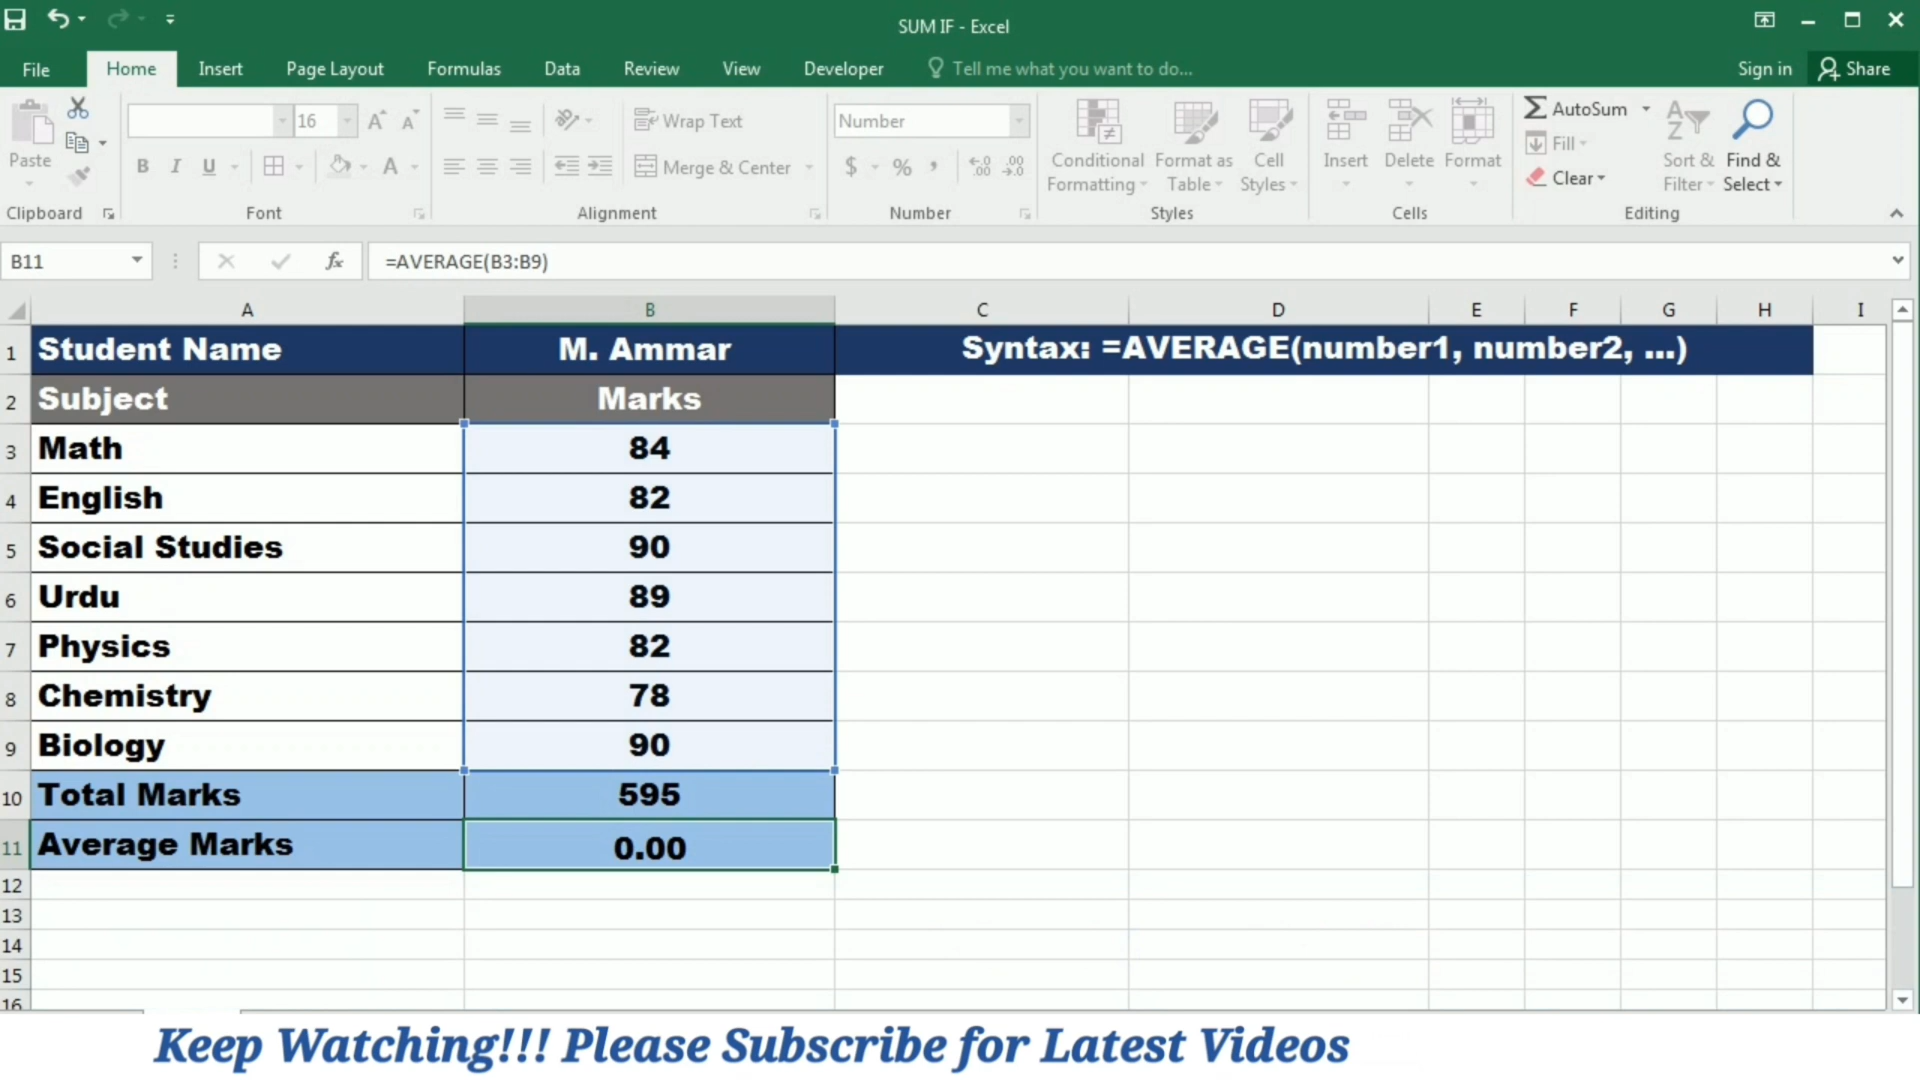 SUM IF - Excel
File Home Insert Page Layout Formulas Data Review View Developer Tell me what you want to do... Sign in Share
Paste
16 A A
Wrap Text
Number
Conditional Formatting
Format as Table
Cell Styles
Insert Delete Format
AutoSum
Fill
Clear
Sort & Filter
Find & Select
B I U A
Merge & Center
$ % ,
Clipboard Font Alignment Number Styles Cells Editing
B11 fx =AVERAGE(B3:B9)
A B C D E F G H I
1 Student Name M. Ammar Syntax: =AVERAGE(number1, number2, ...)
2 Subject Marks
3 Math 84
4 English 82
5 Social Studies 90
6 Urdu 89
7 Physics 82
8 Chemistry 78
9 Biology 90
10 Total Marks 595
11 Average Marks 0.00
12
13
14
15
16
Keep Watching!!! Please Subscribe for Latest Videos